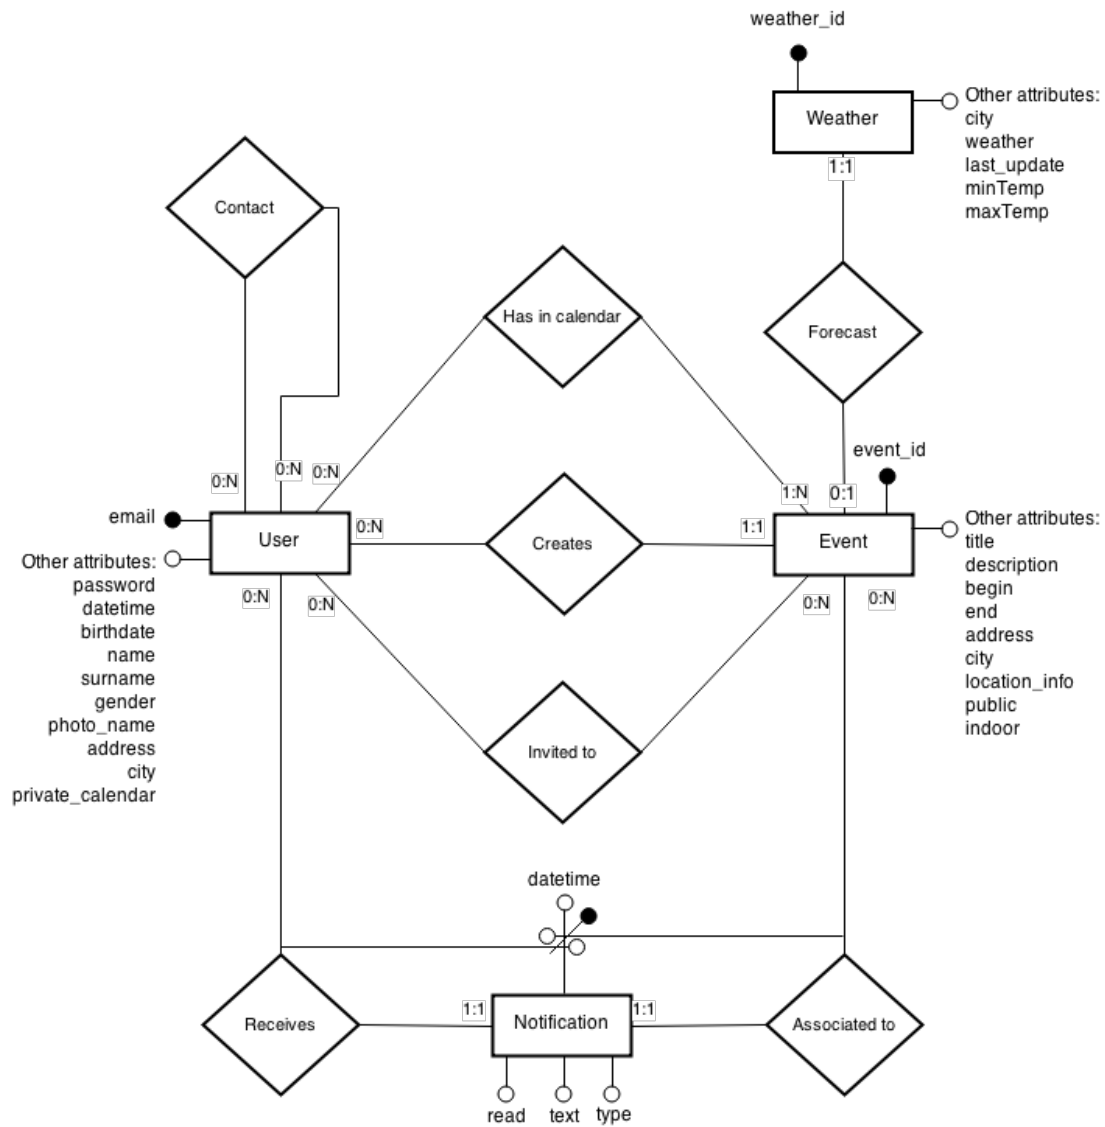 weather_id
Weather
Other attributes:
city
weather
last_update
minTemp
maxTemp
1:1
Contact
Has in calendar
Forecast
event_id
0:N
0:N
0:N
1:N
0:1
email
User
0:N
Creates
1:1
Event
Other attributes:
title
description
begin
end
address
city
location_info
public
indoor
Other attributes:
password
datetime
birthdate
name
surname
gender
photo_name
address
city
private_calendar
0:N
0:N
0:N
0:N
Invited to
datetime
Receives
1:1
Notification
1:1
Associated to
read
text
type